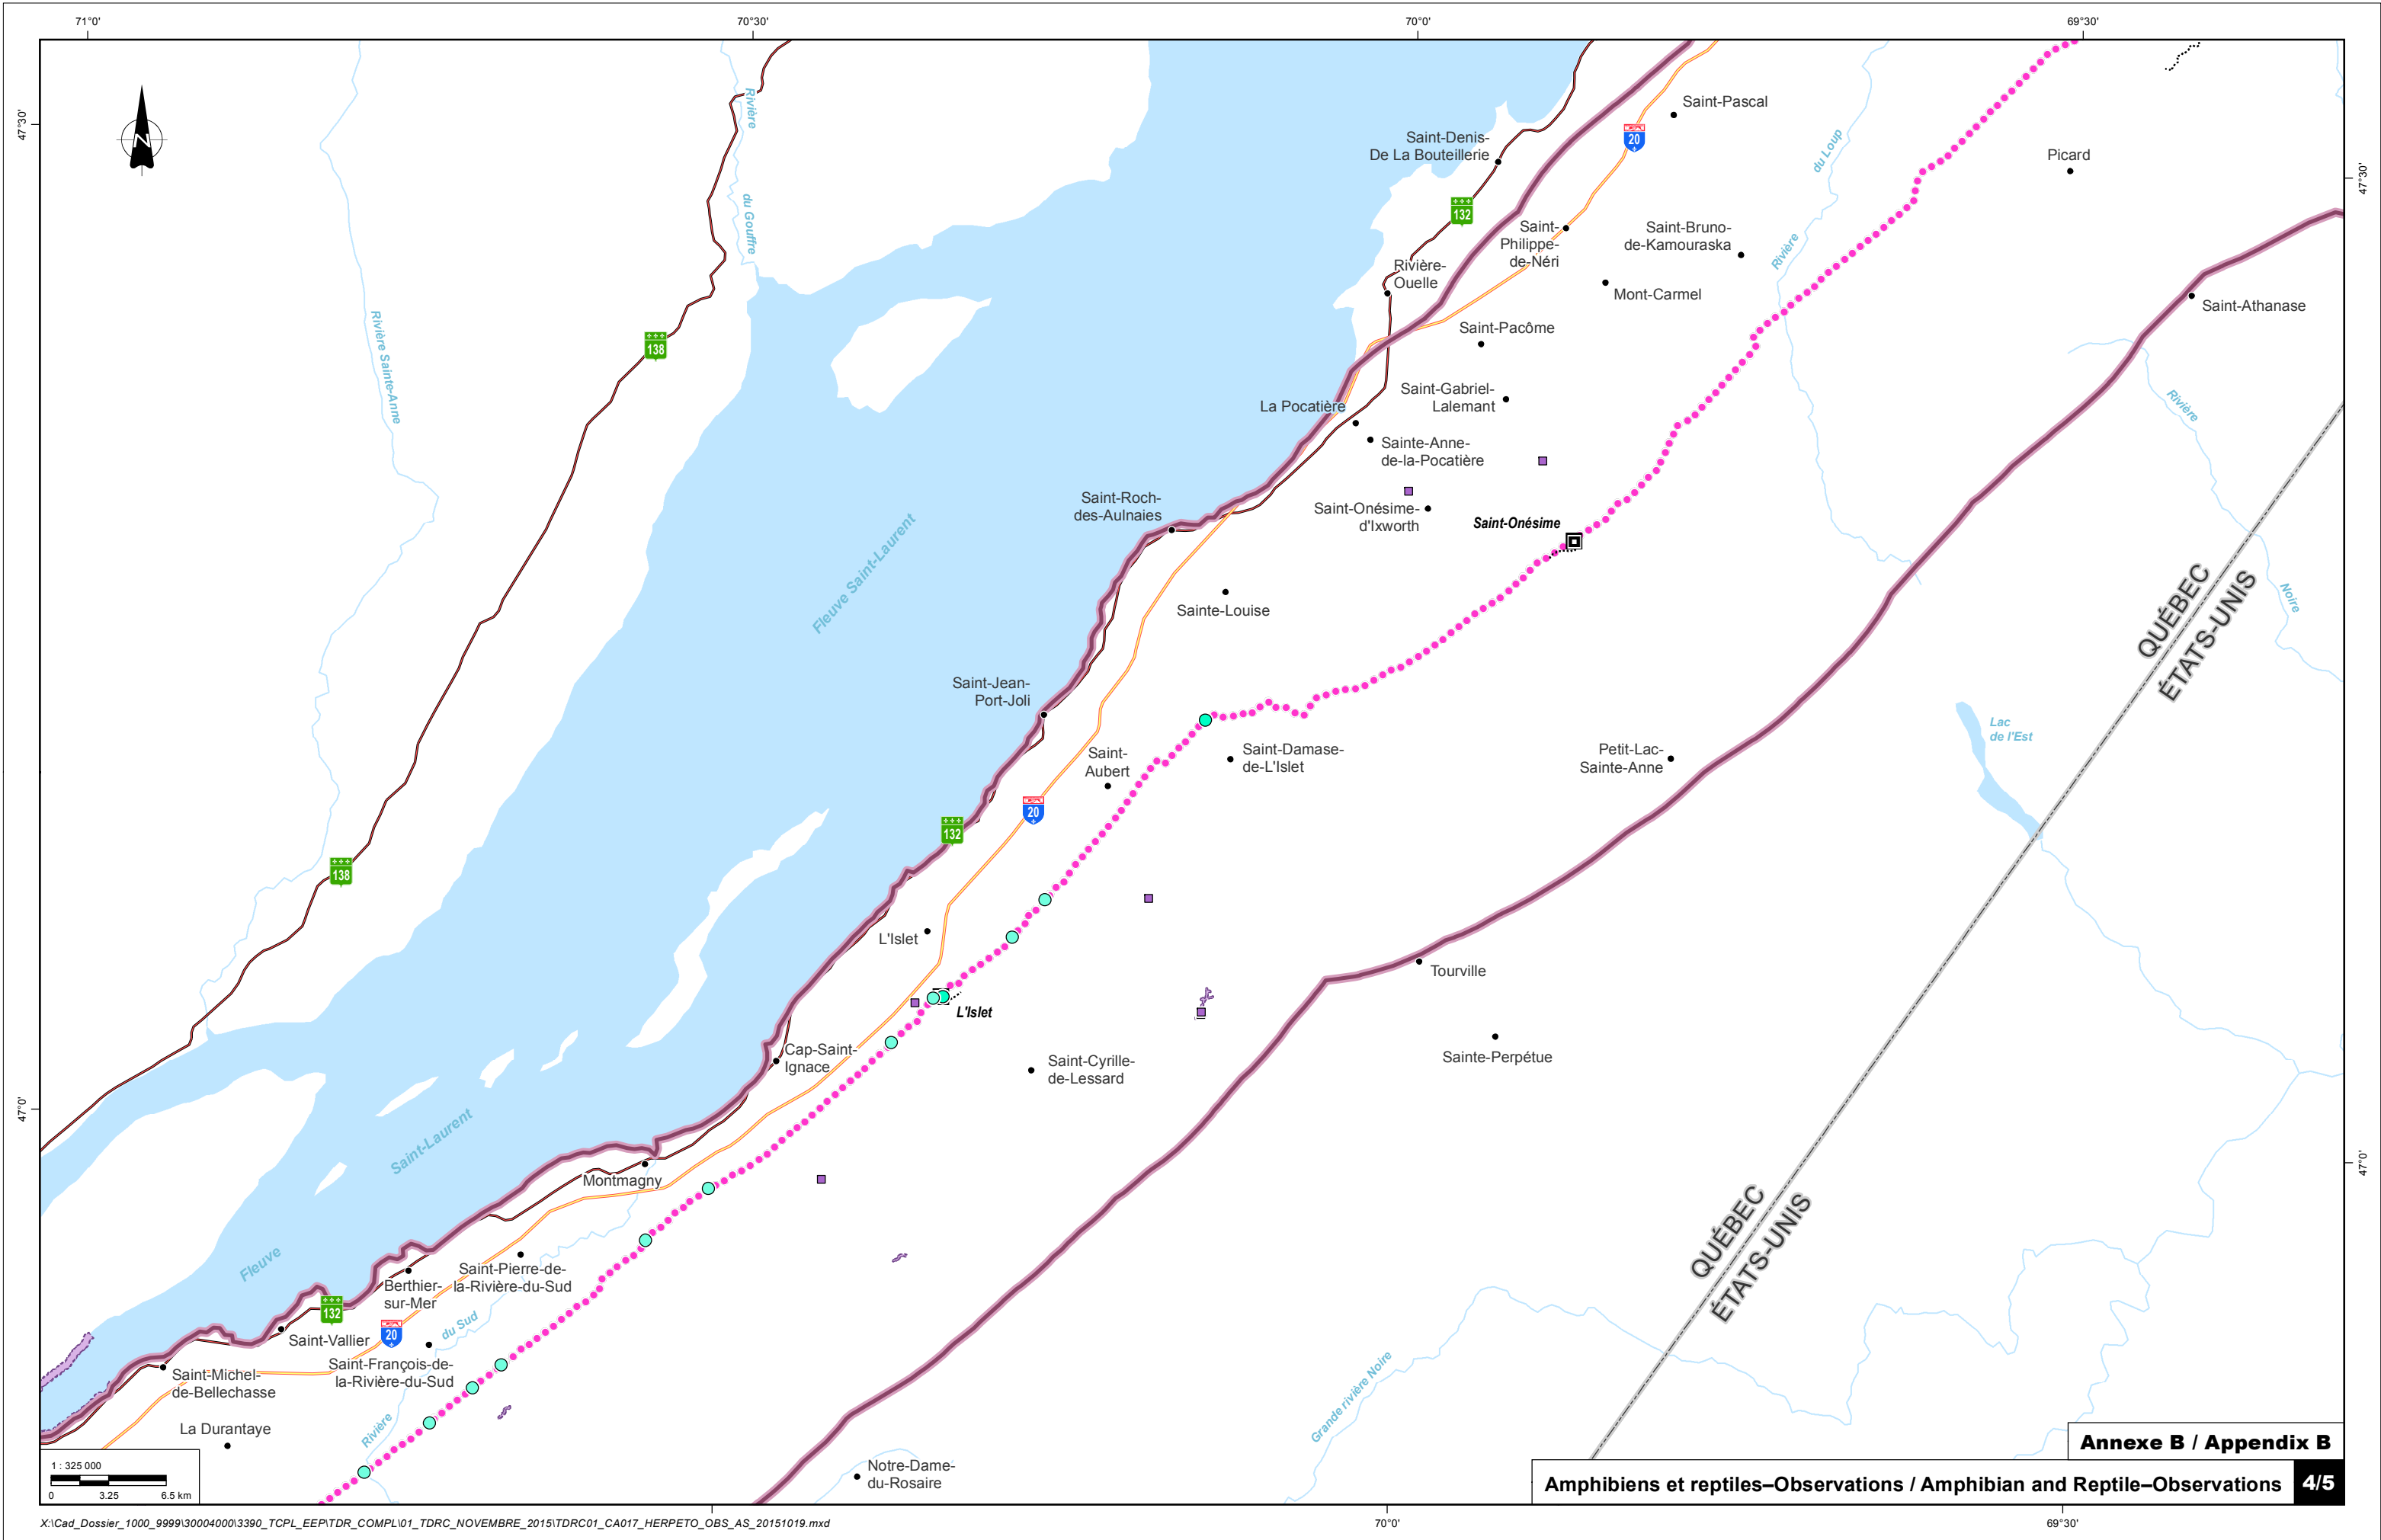 71°0'
70°30'
70°0'
69°30'
47°30'
47°30'
N
Rivière
du Gouffre
Rivière Sainte-Anne
138
138
Saint-Pascal
20
Saint-Denis-
De La Bouteillerie
132
du Loup
Rivière
Picard
Saint-
Philippe-
de-Néri
Saint-Bruno-
de-Kamouraska
Rivière-
Ouelle
Mont-Carmel
Saint-Athanase
Saint-Pacôme
Saint-Gabriel-
Lalemant
La Pocatière
Sainte-Anne-
de-la-Pocatière
Rivière
Noire
Saint-Roch-
des-Aulnaies
Saint-Onésime-
d'Ixworth
Saint-Onésime
Fleuve Saint-Laurent
Sainte-Louise
QUÉBEC
ÉTATS-UNIS
Saint-Jean-
Port-Joli
Lac
de l'Est
Saint-
Aubert
Saint-Damase-
de-L'Islet
Petit-Lac-
Sainte-Anne
20
132
L'Islet
Tourville
L'Islet
Cap-Saint-
Ignace
Saint-Cyrille-
de-Lessard
Sainte-Perpétue
47°0'
47°0'
Saint-Laurent
Fleuve
Montmagny
QUÉBEC
ÉTATS-UNIS
Saint-Pierre-de-
la-Rivière-du-Sud
Berthier-
sur-Mer
132
20
du Sud
Rivière
Saint-Vallier
Saint-François-de-
la-Rivière-du-Sud
Saint-Michel-
de-Bellechasse
La Durantaye
Grande rivière Noire
Notre-Dame-
du-Rosaire
1 : 325 000
0 3.25 6.5 km
Annexe B / Appendix B
Amphibiens et reptiles–Observations / Amphibian and Reptile–Observations 4/5
X:\Cad_Dossier_1000_9999\30004000\3390_TCPL_EEP\TDR_COMPL\01_TDRC_NOVEMBRE_2015\TDRC01_CA017_HERPETO_OBS_AS_20151019.mxd
70°0'
69°30'